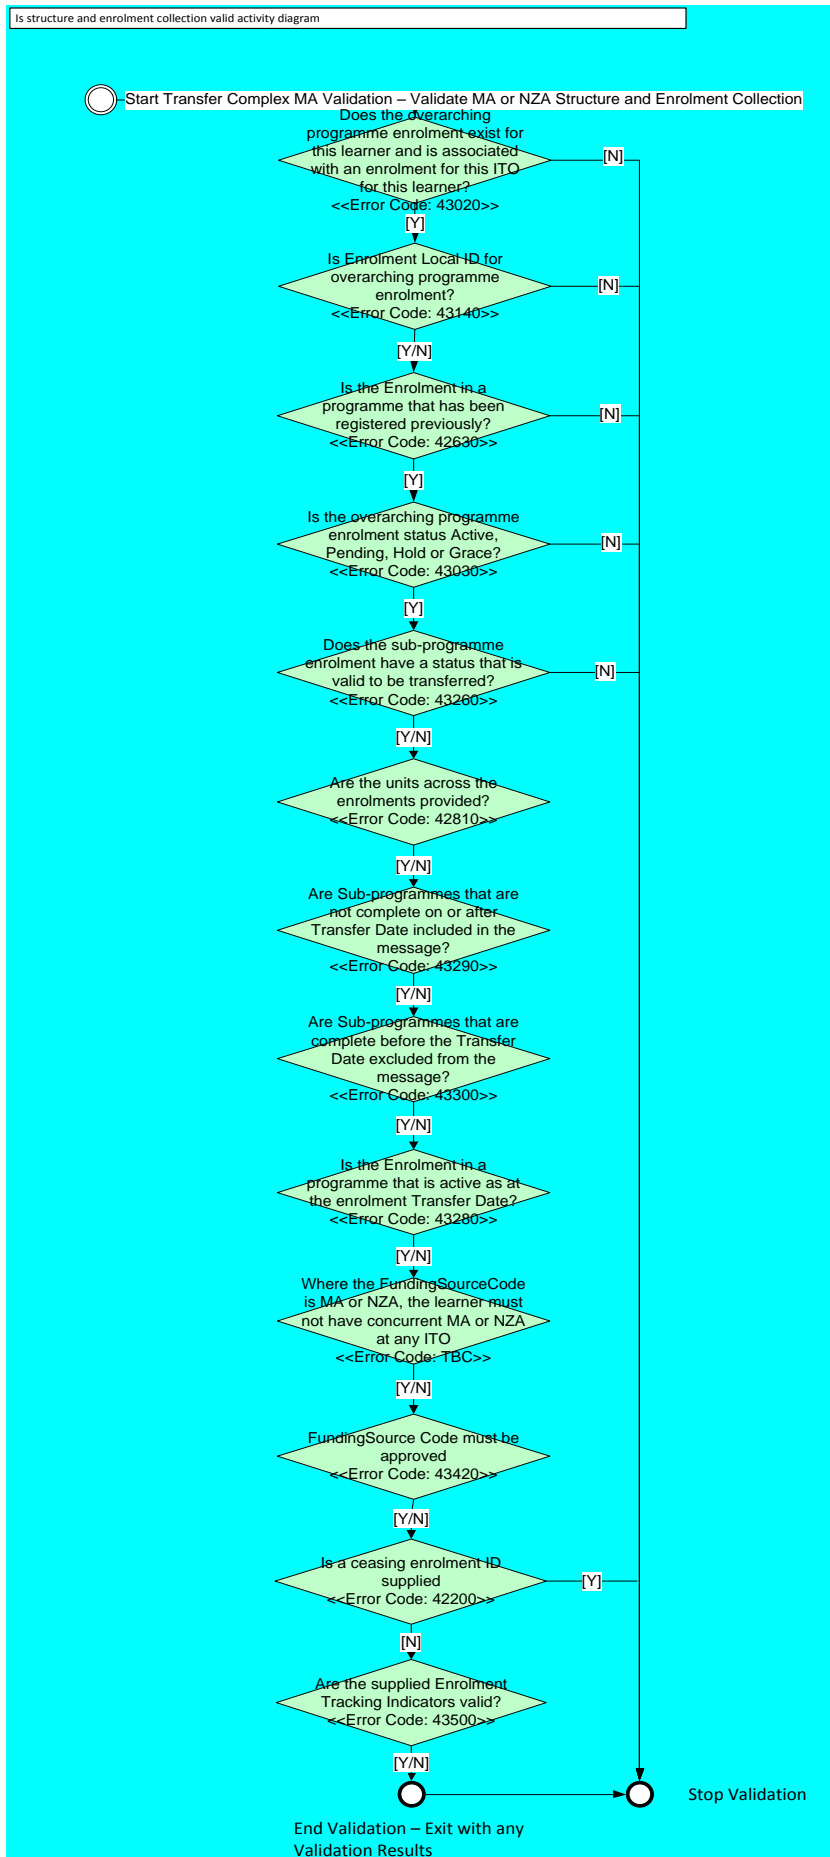 Is structure and enrolment collection valid activity diagram
Start Transfer Complex MA Validation – Validate MA or NZA Structure and Enrolment Collection
Does the overarching
programme enrolment exist for
this learner and is associated
with an enrolment for this ITO
for this learner?
<<Error Code: 43020>>
[N]
[Y]
Is Enrolment Local ID for
overarching programme
enrolment?
<<Error Code: 43140>>
[N]
[Y/N]
Is the Enrolment in a
programme that has been
registered previously?
<<Error Code: 42630>>
[N]
[Y]
Is the overarching programme
enrolment status Active,
Pending, Hold or Grace?
<<Error Code: 43030>>
[N]
[Y]
Does the sub-programme
enrolment have a status that is
valid to be transferred?
<<Error Code: 43260>>
[N]
[Y/N]
Are the units across the
enrolments provided?
<<Error Code: 42810>>
[Y/N]
Are Sub-programmes that are
not complete on or after
Transfer Date included in the
message?
<<Error Code: 43290>>
[Y/N]
Are Sub-programmes that are
complete before the Transfer
Date excluded from the
message?
<<Error Code: 43300>>
[Y/N]
Is the Enrolment in a
programme that is active as at
the enrolment Transfer Date?
<<Error Code: 43280>>
[Y/N]
Where the FundingSourceCode
is MA or NZA, the learner must
not have concurrent MA or NZA
at any ITO
<<Error Code: TBC>>
[Y/N]
FundingSource Code must be
approved
<<Error Code: 43420>>
[Y/N]
Is a ceasing enrolment ID
supplied
<<Error Code: 42200>>
[Y]
[N]
Are the supplied Enrolment
Tracking Indicators valid?
<<Error Code: 43500>>
[Y/N]
Stop Validation
End Validation – Exit with any
Validation Results